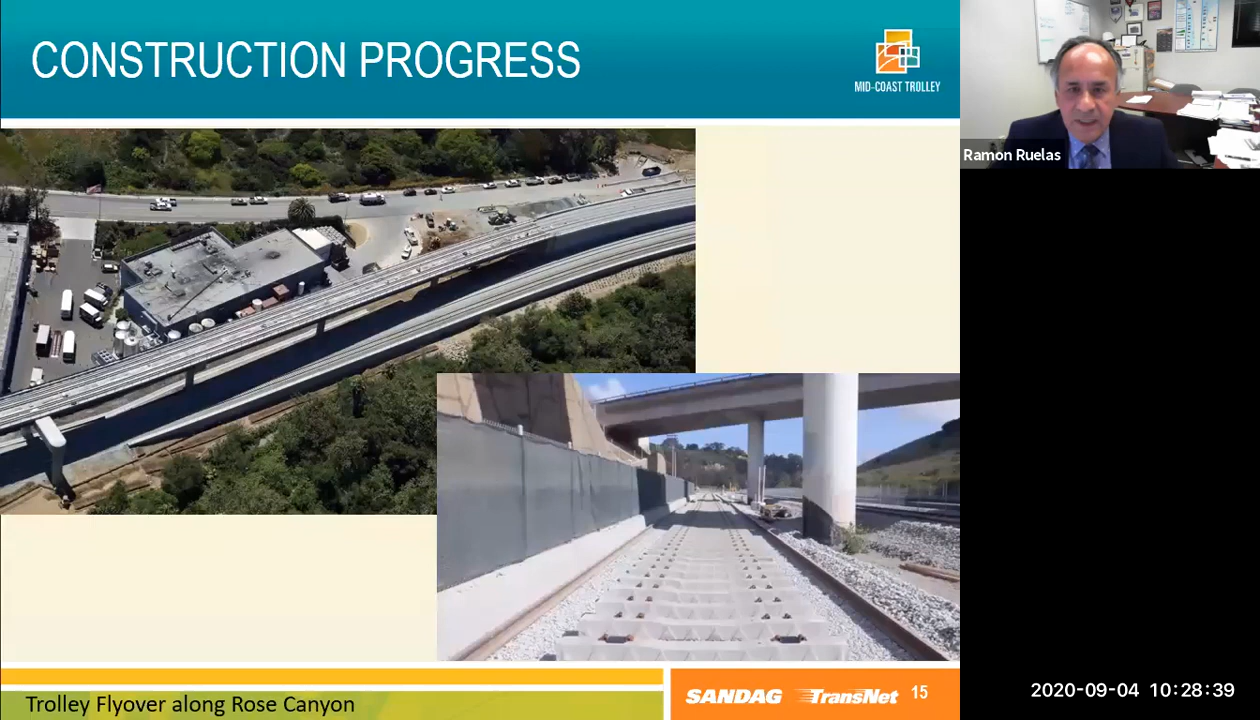 CONSTRUCTION PROGRESS
MID-COAST TROLLEY
Ramon Ruelas
Trolley Flyover along Rose Canyon
SANDAG TransNet 15
2020-09-04 10:28:39